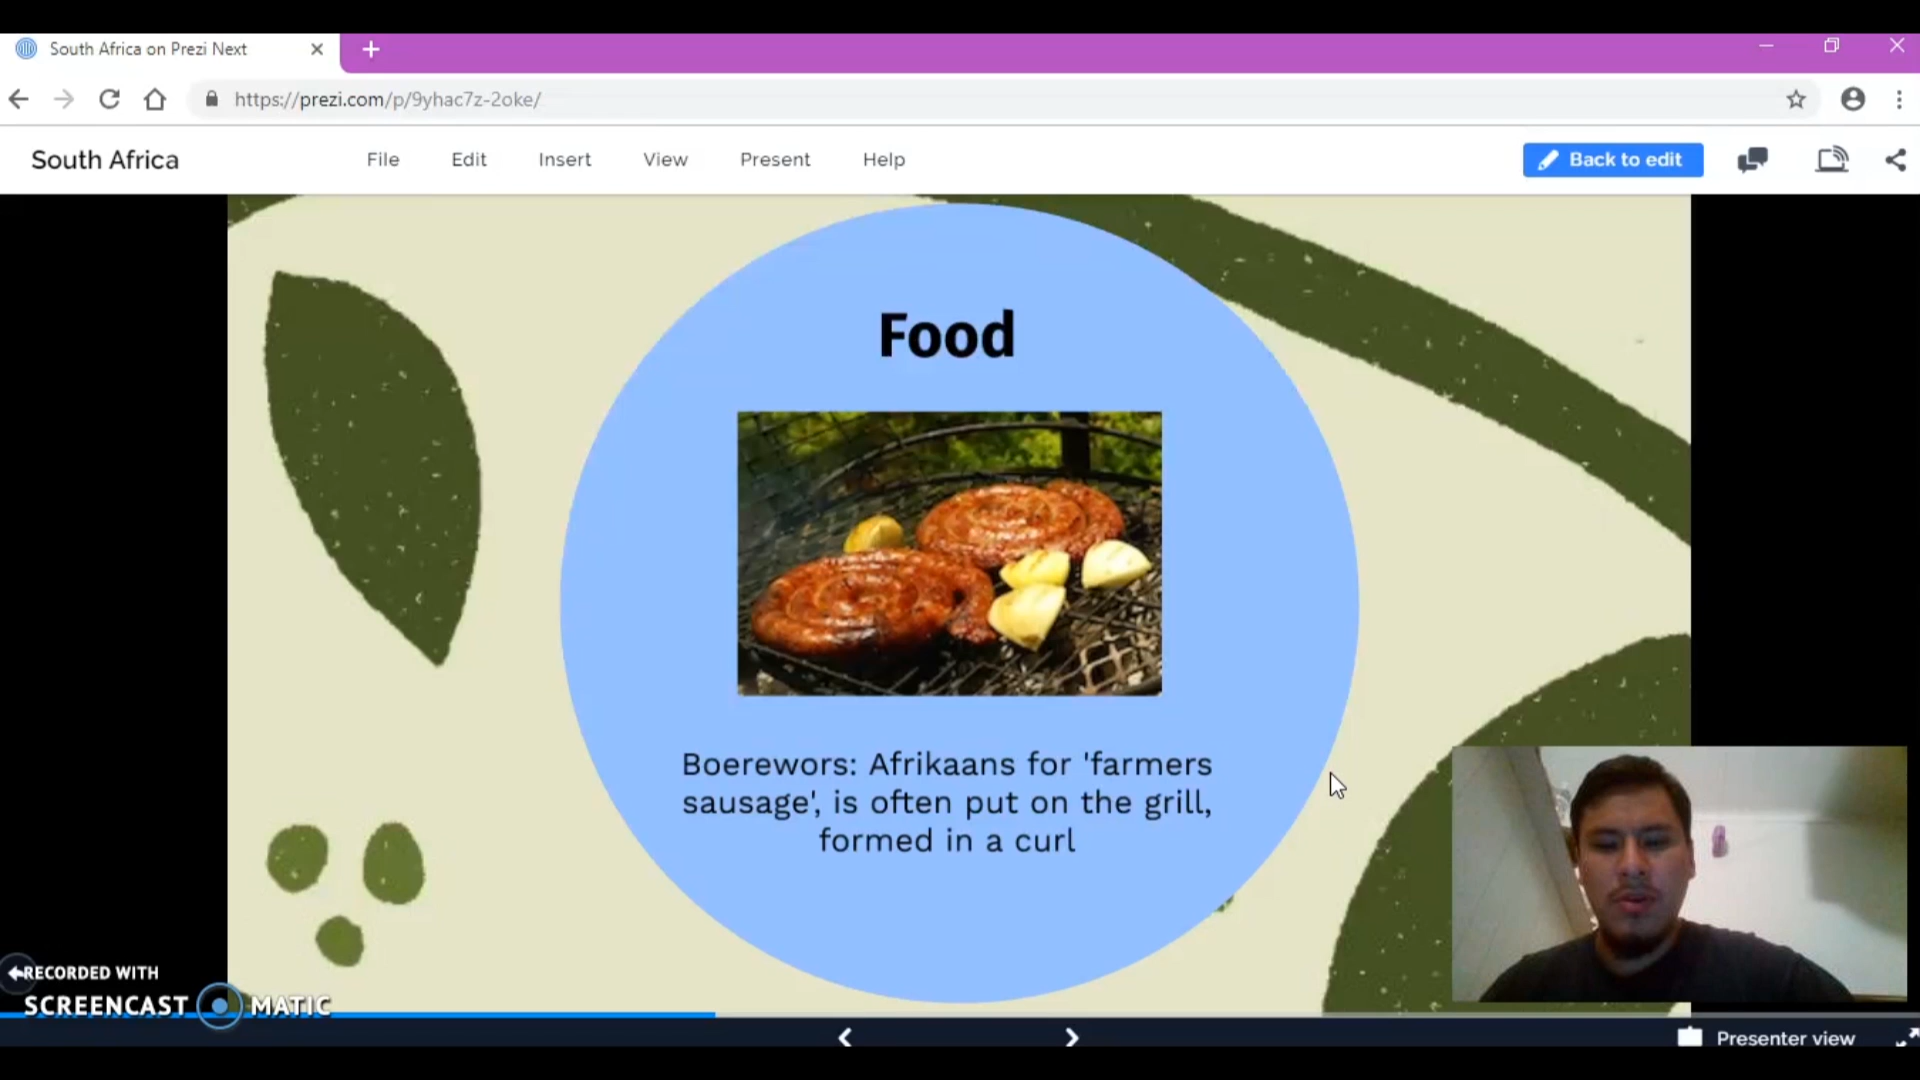 South Africa on Prezi Next
https://prezi.com/p/9yhac7z-2oke/
South Africa
File Edit Insert View Present Help
Back to edit
Food
Boerewors: Afrikaans for 'farmers
sausage', is often put on the grill,
formed in a curl
RECORDED WITH
SCREENCAST MATIC
Presenter view